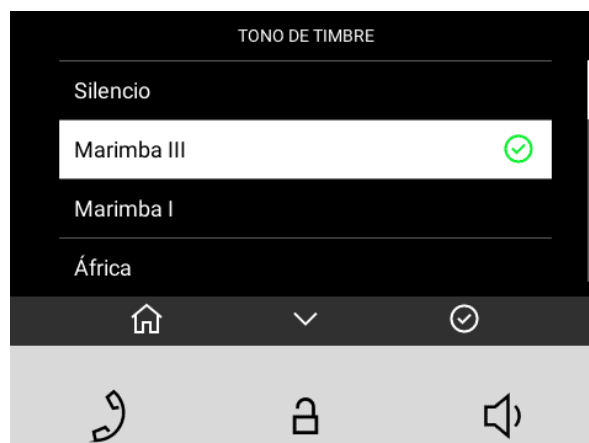 TONO DE TIMBRE
Silencio
Marimba III
Marimba I
África